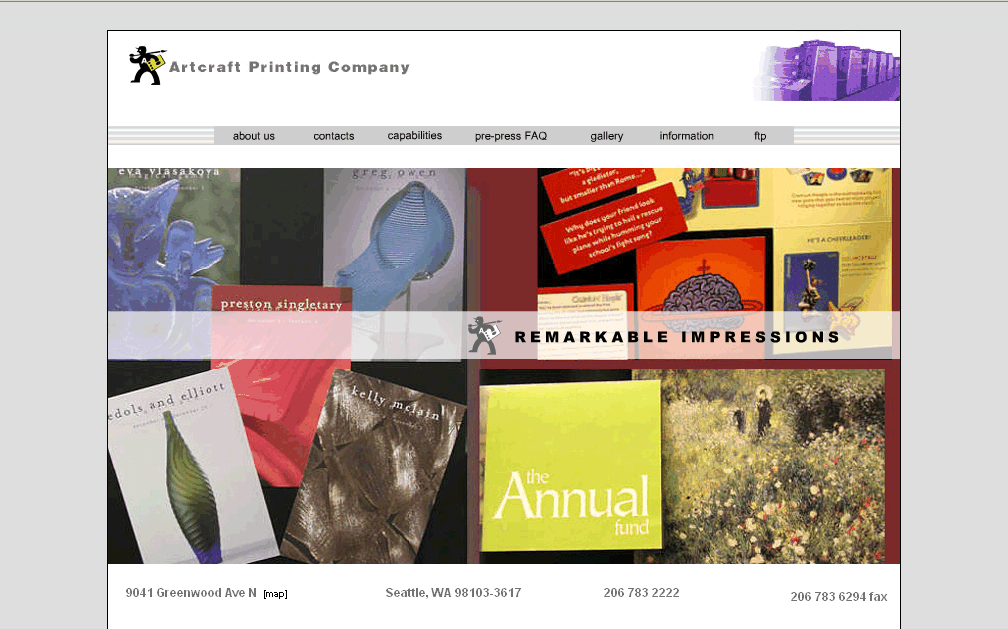 Artcraft Printing Company
about us contacts capabilities pre-press FAQ gallery information ftp
eva vlasakova
greg owen
"It's big
a gladiator,
but smaller than Rome..."
Why does your friend look
like he's trying to hail a rescue
plane while humming your
school's fight song?
HE'S A CHEERLEADER!
preston singletary
REMARKABLE IMPRESSIONS
edols and elliott
kelly mclain
the
Annual
fund
9041 Greenwood Ave N [map] Seattle, WA 98103-3617 206 783 2222 206 783 6294 fax